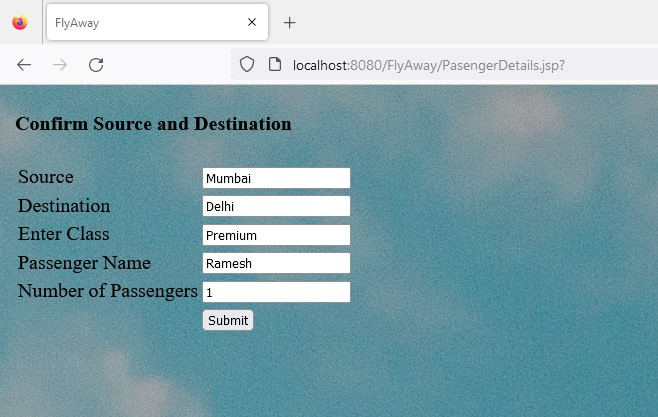 FlyAway
localhost:8080/FlyAway/PasengerDetails.jsp?
Confirm Source and Destination
Source Mumbai
Destination Delhi
Enter Class Premium
Passenger Name Ramesh
Number of Passengers 1
Submit